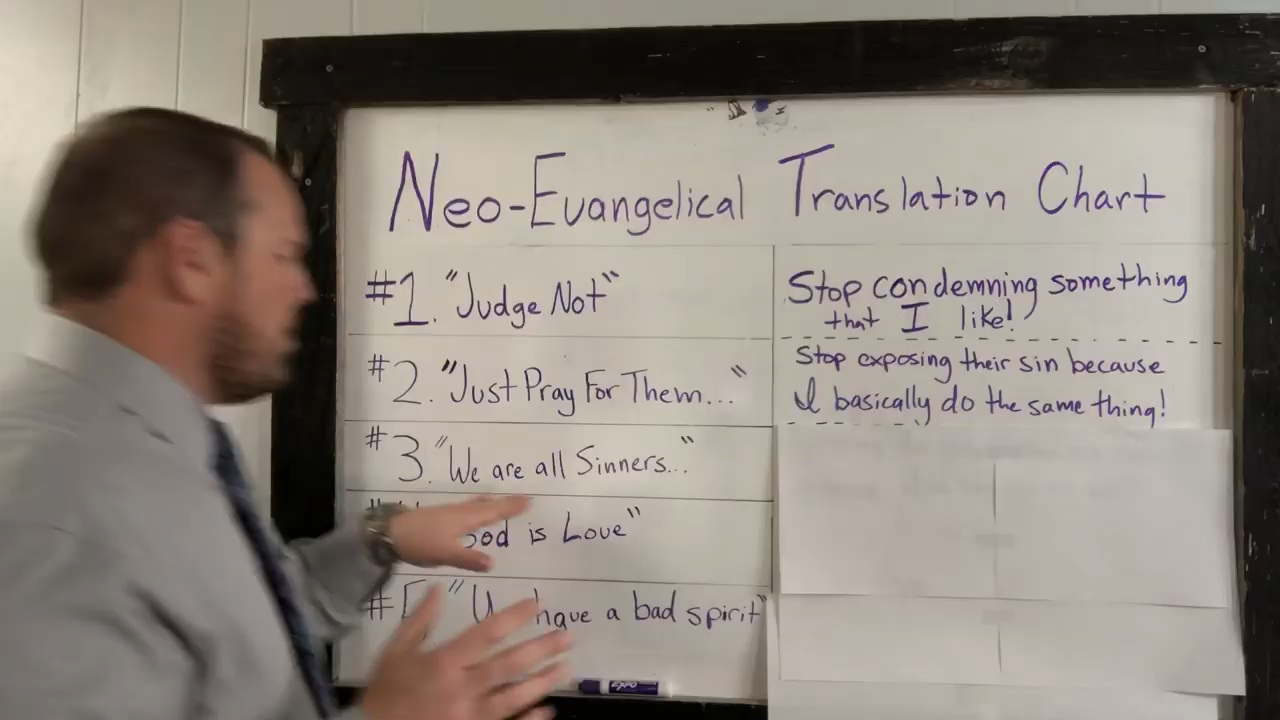 Neo-Evangelical Translation Chart
#1. "Judge Not"
Stop condemning something
that I like!
#2. "Just Pray For Them..."
Stop exposing their sin because
I basically do the same thing!
#3. "We are all Sinners..."
is Love"
have a bad spirit"
EXPO